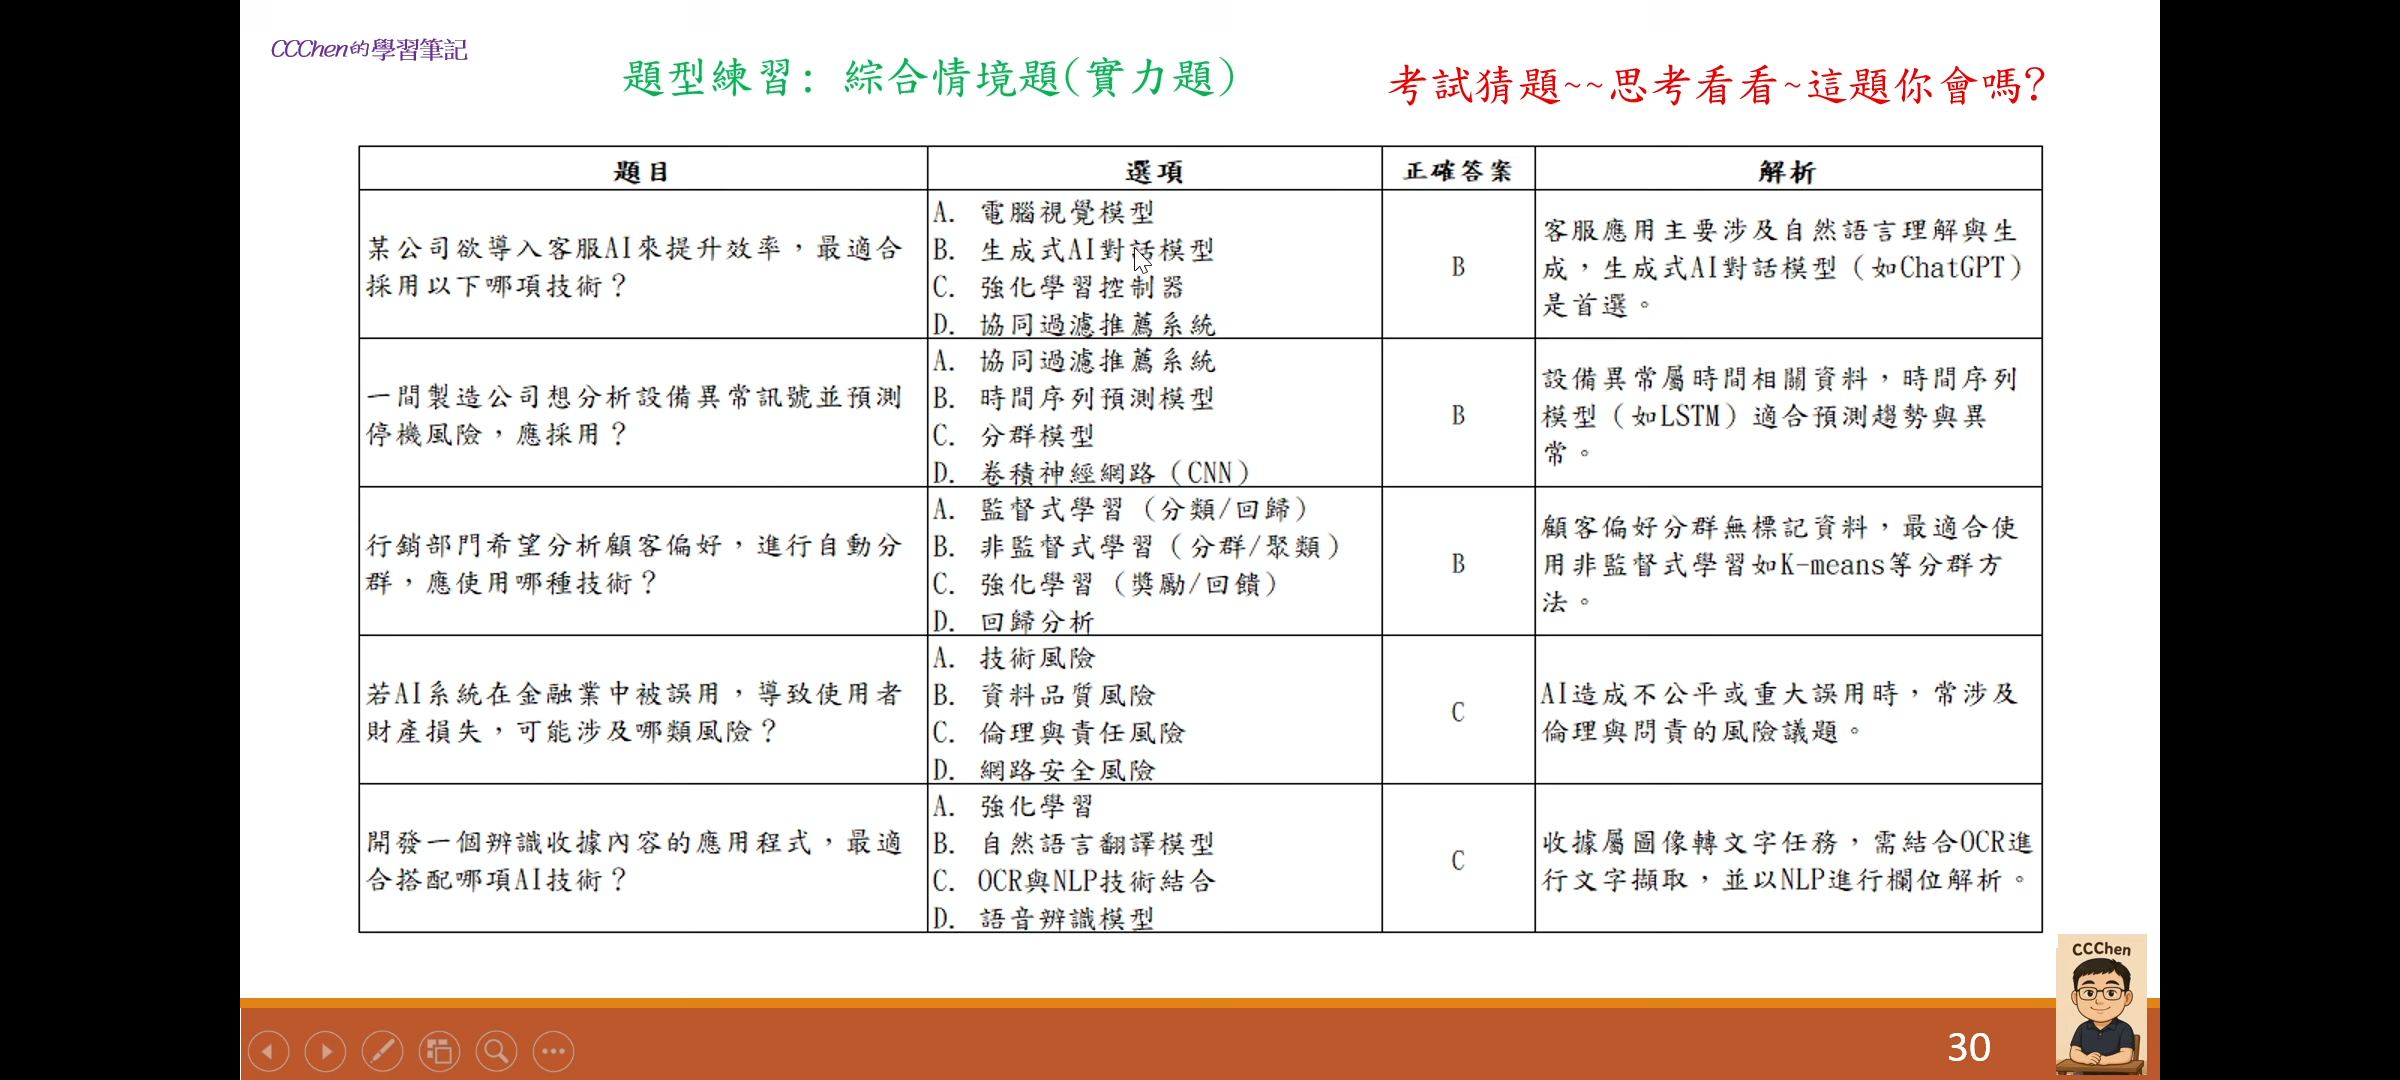 CCChen的學習筆記
題型練習: 綜合情境題(實力題)
考試猜題~~思考看看~這題你會嗎?
題目
選項
正確答案
解析
某公司欲導入客服AI來提升效率，最適合
採用以下哪項技術？
A. 電腦視覺模型
B. 生成式AI對話模型
C. 強化學習控制器
D. 協同過濾推薦系統
B
客服應用主要涉及自然語言理解與生
成，生成式AI對話模型（如ChatGPT）
是首選。
一間製造公司想分析設備異常訊號並預測
停機風險，應採用？
A. 協同過濾推薦系統
B. 時間序列預測模型
C. 分群模型
D. 卷積神經網路（CNN）
B
設備異常屬時間相關資料，時間序列
模型（如LSTM）適合預測趨勢與異
常。
行銷部門希望分析顧客偏好，進行自動分
群，應使用哪種技術？
A. 監督式學習（分類/回歸）
B. 非監督式學習（分群/聚類）
C. 強化學習（獎勵/回饋）
D. 回歸分析
B
顧客偏好分群無標記資料，最適合使
用非監督式學習如K-means等分群方
法。
若AI系統在金融業中被誤用，導致使用者
財產損失，可能涉及哪類風險？
A. 技術風險
B. 資料品質風險
C. 倫理與責任風險
D. 網路安全風險
C
AI造成不公平或重大誤用時，常涉及
倫理與問責的風險議題。
開發一個辨識收據內容的應用程式，最適
合搭配哪項AI技術？
A. 強化學習
B. 自然語言翻譯模型
C. OCR與NLP技術結合
D. 語音辨識模型
C
收據屬圖像轉文字任務，需結合OCR進
行文字擷取，並以NLP進行欄位解析。
CCChen
30